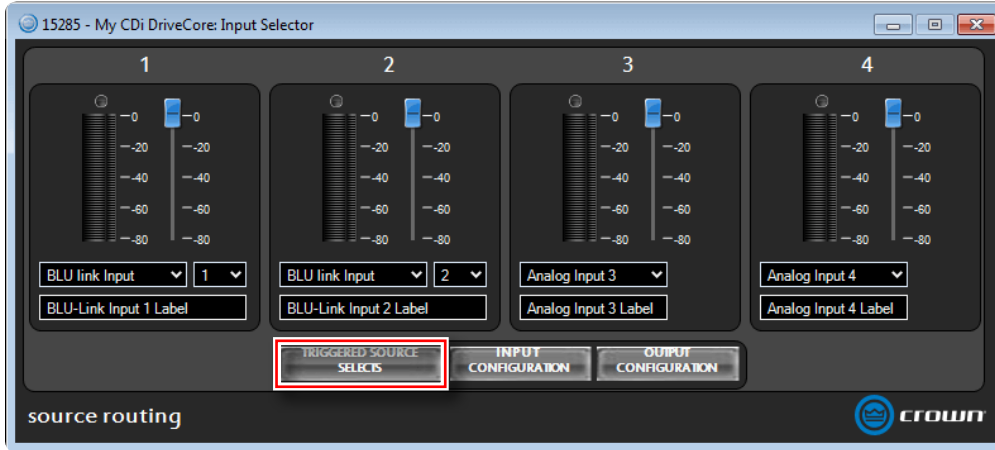 15285 - My CDi DriveCore: Input Selector
1 2 3 4
-0 -0 -0 -0 -0 -0 -0 -0
-20 -20 -20 -20 -20 -20 -20 -20
-40 -40 -40 -40 -40 -40 -40 -40
-60 -60 -60 -60 -60 -60 -60 -60
-80 -80 -80 -80 -80 -80 -80 -80
BLU link Input 1 BLU link Input 2 Analog Input 3 Analog Input 4
BLU-Link Input 1 Label BLU-Link Input 2 Label Analog Input 3 Label Analog Input 4 Label
TRIGGERED SOURCE INPUT OUTPUT
SELECTS CONFIGURATION CONFIGURATION
source routing crown